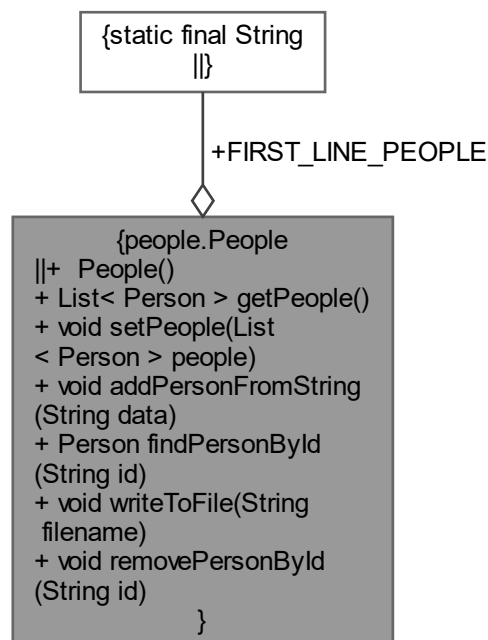 {static final String
||}
+FIRST_LINE_PEOPLE
{people.People
||+  People()
+ List< Person > getPeople()
+ void setPeople(List
< Person > people)
+ void addPersonFromString
(String data)
+ Person findPersonById
(String id)
+ void writeToFile(String
 filename)
+ void removePersonById
(String id)
}